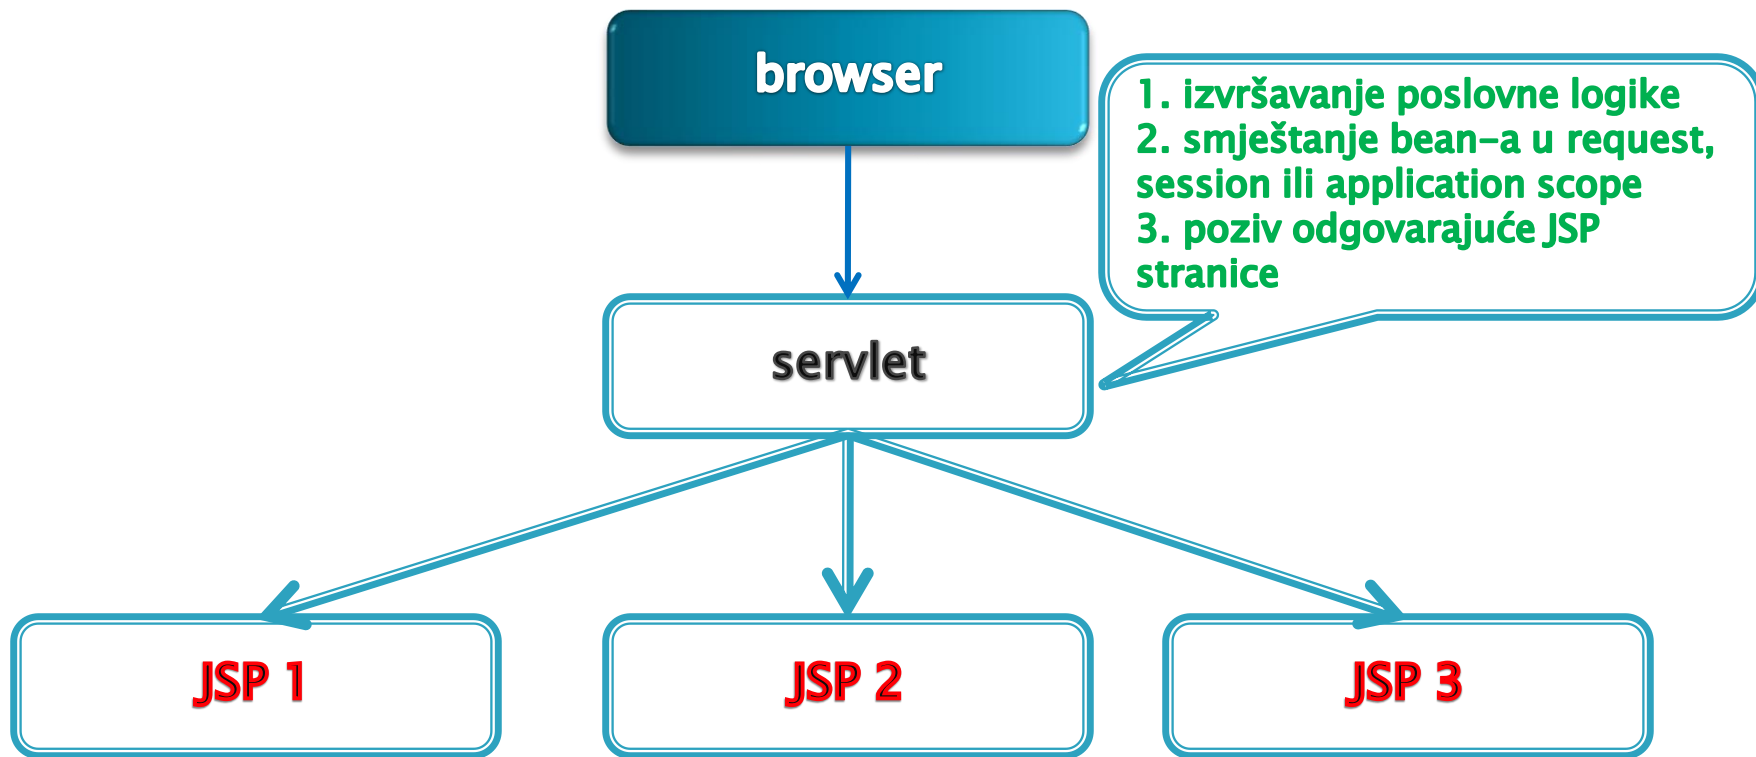 browser
1. izvršavanje poslovne logike
2. smještanje bean-a u request,
session ili application scope
3. poziv odgovarajuće JSP
stranice
servlet
JSP 1
JSP 2
JSP 3